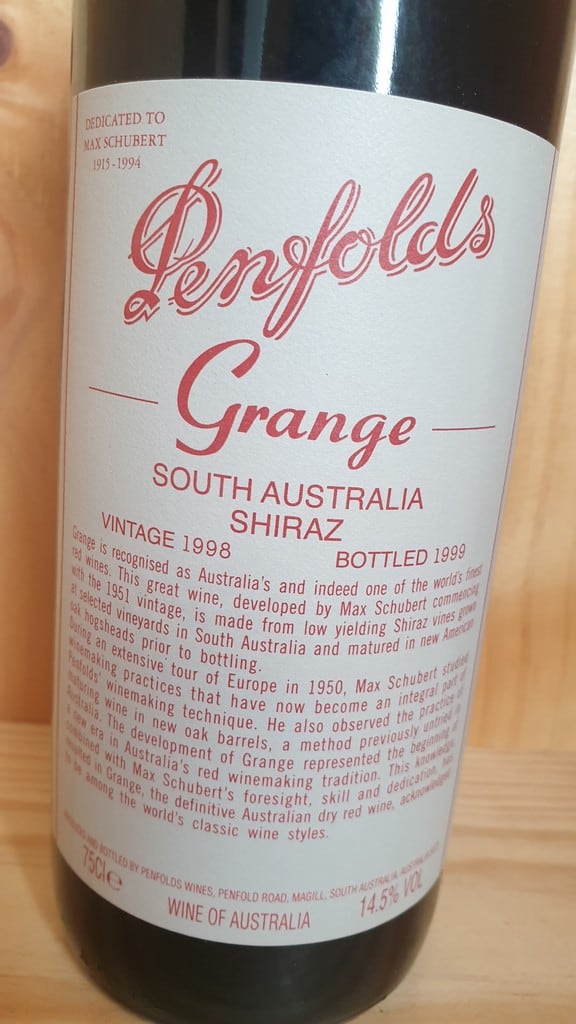 DEDICATED TO
MAX SCHUBERT
1915 - 1994
Penfolds
Grange
SOUTH AUSTRALIA
SHIRAZ
VINTAGE 1998
BOTTLED 1999
Grange is recognised as Australia's and indeed one of the world's finest
red wines. This great wine, developed by Max Schubert commencing
with the 1951 vintage, is made from low yielding Shiraz vines grown
at selected vineyards in South Australia and matured in new American
oak hogsheads prior to bottling.
During an extensive tour of Europe in 1950, Max Schubert studied
winemaking practices that have now become an integral part of
Penfolds' winemaking technique. He also observed the practice of
maturing wine in new oak barrels, a method previously untried in
Australia. The development of Grange represented the beginning of
a new era in Australia's red winemaking tradition. This knowledge,
combined with Max Schubert's foresight, skill and dedication, has
resulted in Grange, the definitive Australian dry red wine, acknowledged
to be among the world's classic wine styles.
AND BOTTLED BY PENFOLDS WINES, PENFOLD ROAD, MAGILL, SOUTH AUSTRALIA, AUSTRALIA
75Cl e
WINE OF AUSTRALIA
14.5% VOL